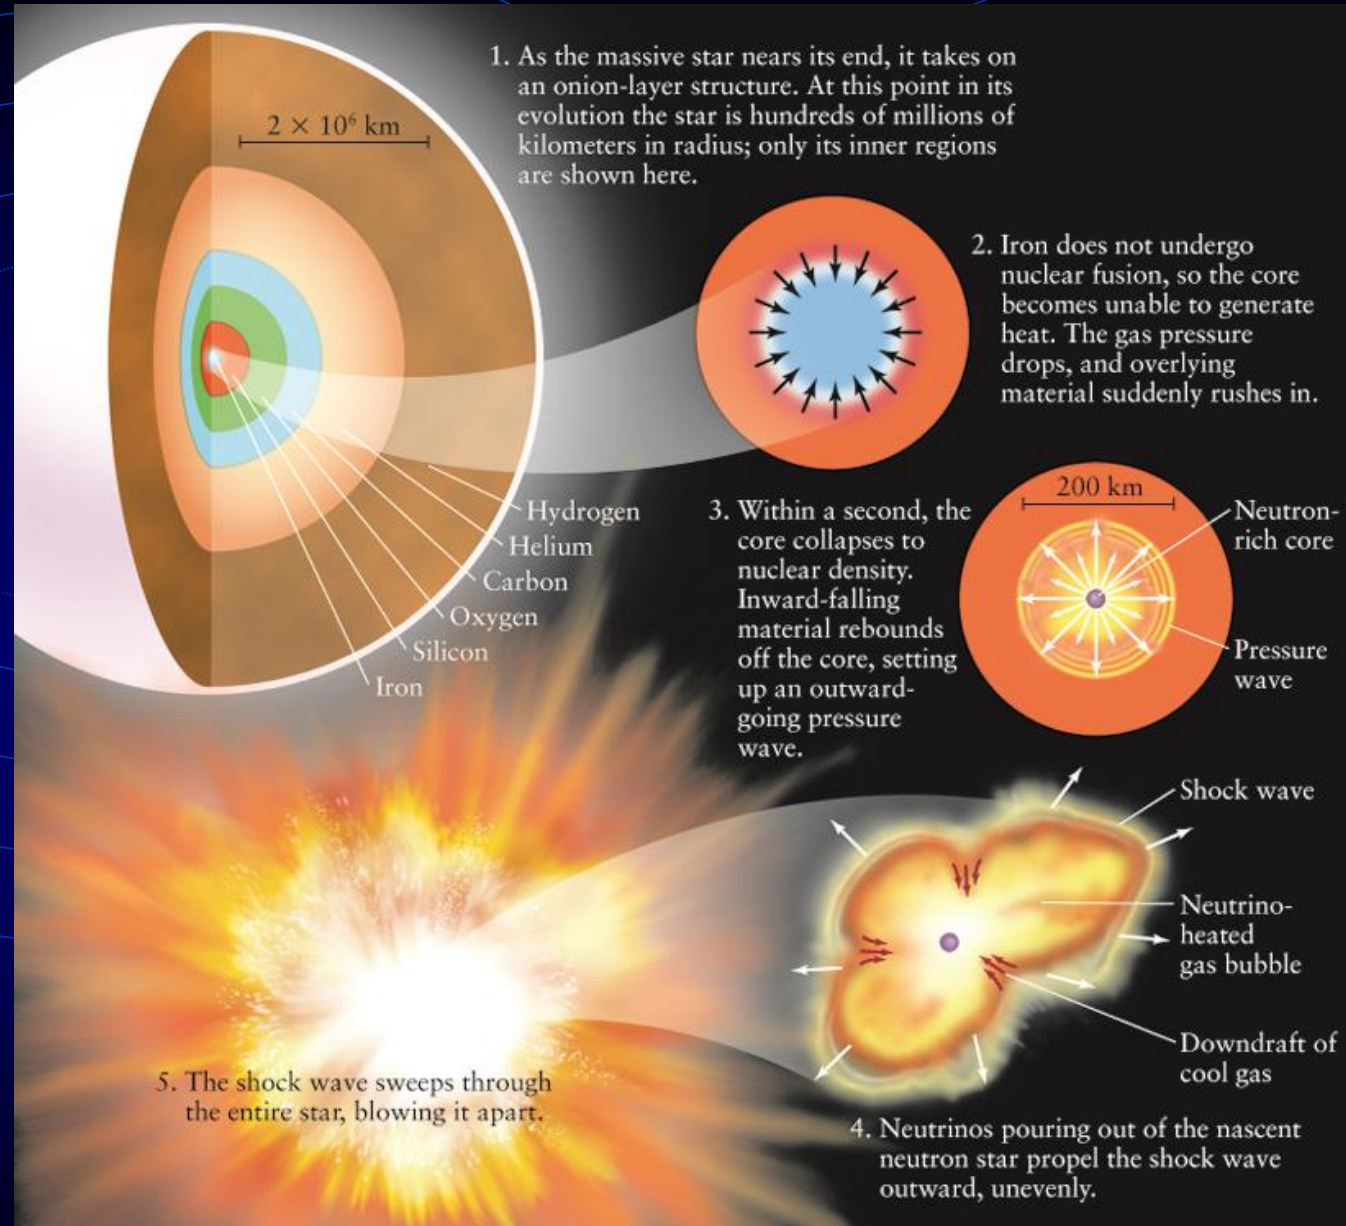 1. As the massive star nears its end, it takes on
an onion-layer structure. At this point in its
evolution the star is hundreds of millions of
kilometers in radius; only its inner regions
are shown here.
2 × 10⁶ km
Hydrogen
Helium
Carbon
Oxygen
Silicon
Iron
2. Iron does not undergo
nuclear fusion, so the core
becomes unable to generate
heat. The gas pressure
drops, and overlying
material suddenly rushes in.
3. Within a second, the
core collapses to
nuclear density.
Inward-falling
material rebounds
off the core, setting
up an outward-
going pressure
wave.
200 km
Neutron-
rich core
Pressure
wave
Shock wave
Neutrino-
heated
gas bubble
Downdraft of
cool gas
4. Neutrinos pouring out of the nascent
neutron star propel the shock wave
outward, unevenly.
5. The shock wave sweeps through
the entire star, blowing it apart.